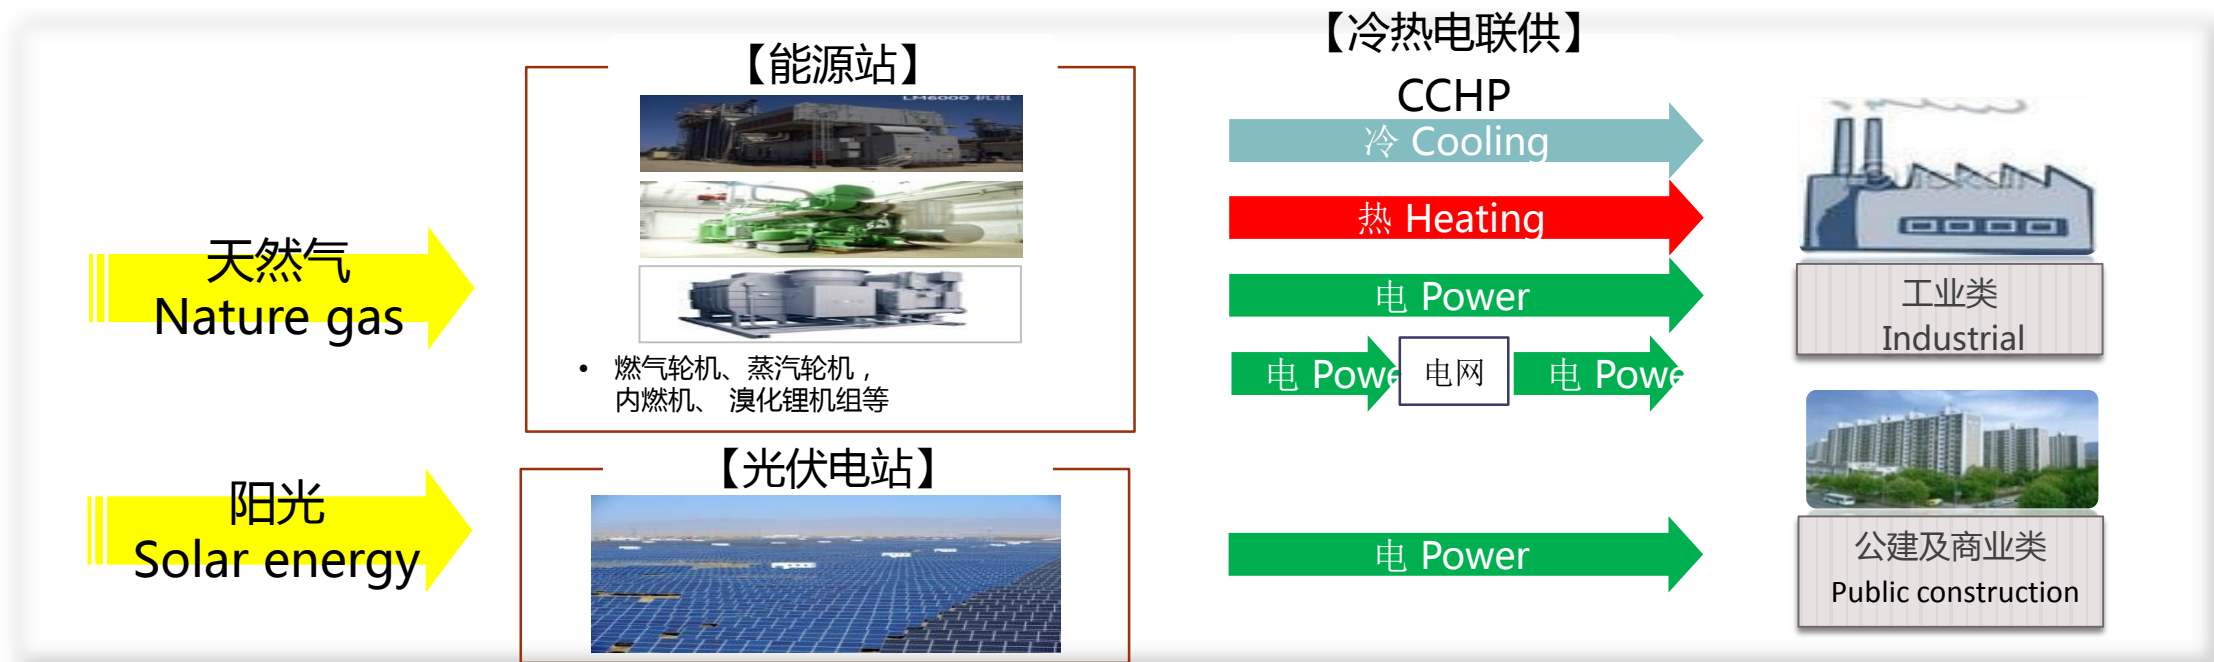 【能源站】
LM6000 机组
• 燃气轮机、蒸汽轮机，
内燃机、 溴化锂机组等
【冷热电联供】
CCHP
冷 Cooling
热 Heating
电 Power
电 Powe
电网
电 Powe
天然气
Nature gas
工业类
Industrial
【光伏电站】
阳光
Solar energy
电 Power
公建及商业类
Public construction